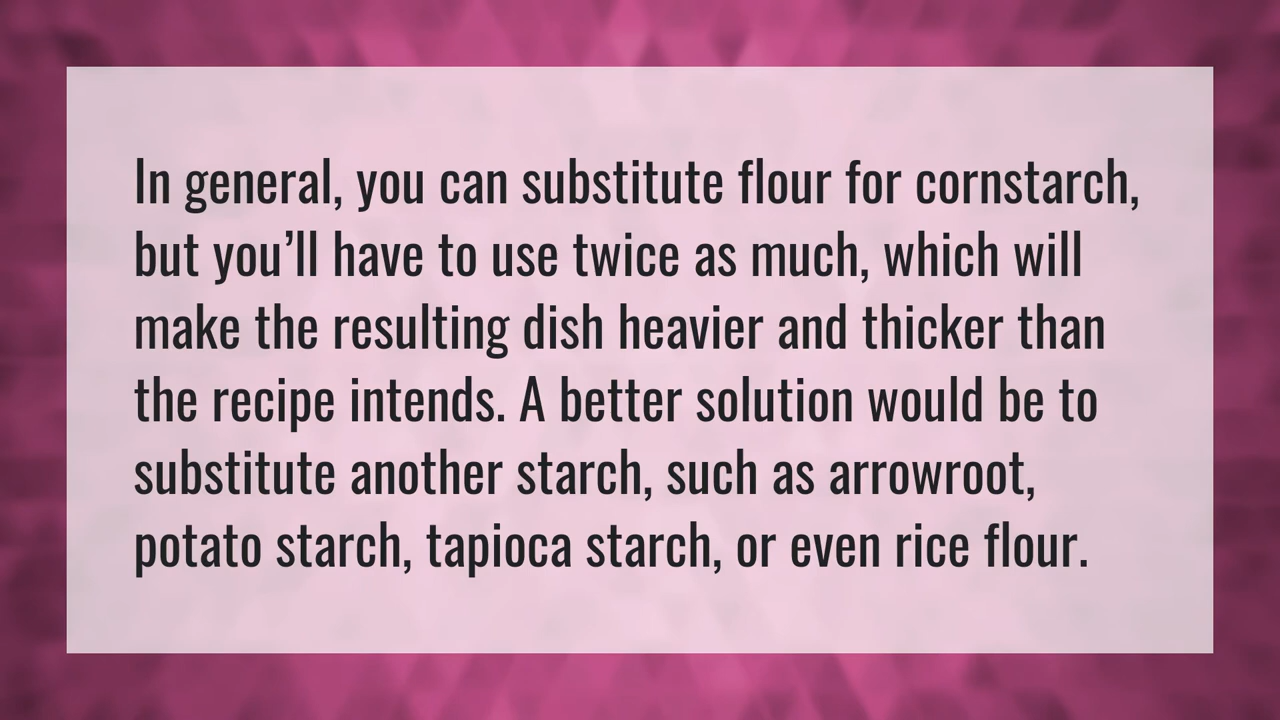 In general, you can substitute flour for cornstarch,
but you’ll have to use twice as much, which will
make the resulting dish heavier and thicker than
the recipe intends. A better solution would be to
substitute another starch, such as arrowroot,
potato starch, tapioca starch, or even rice flour.